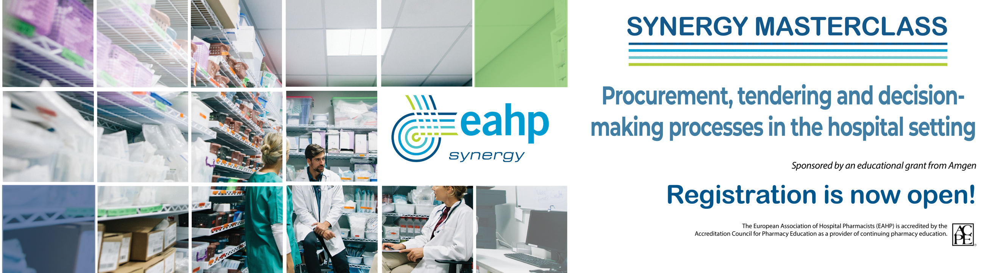 SYNERGY MASTERCLASS
eahp
synergy
Procurement, tendering and decision-
making processes in the hospital setting
Sponsored by an educational grant from Amgen
Registration is now open!
The European Association of Hospital Pharmacists (EAHP) is accredited by the
Accreditation Council for Pharmacy Education as a provider of continuing pharmacy education.
ACPE